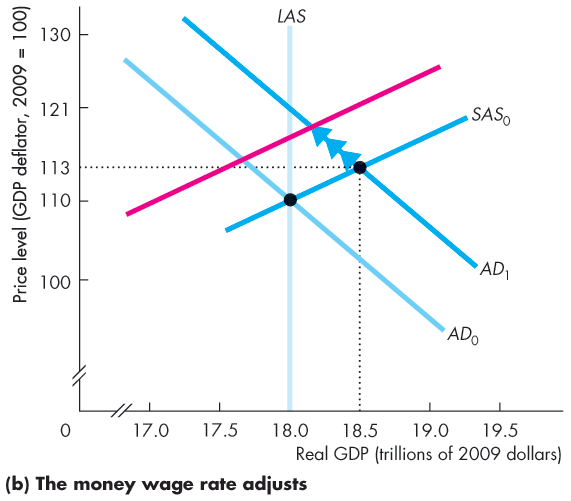 Price level (GDP deflator, 2009 = 100)
LAS
130
121
SAS0
113
110
100
AD1
AD0
0
17.0
17.5
18.0
18.5
19.0
19.5
Real GDP (trillions of 2009 dollars)
(b) The money wage rate adjusts